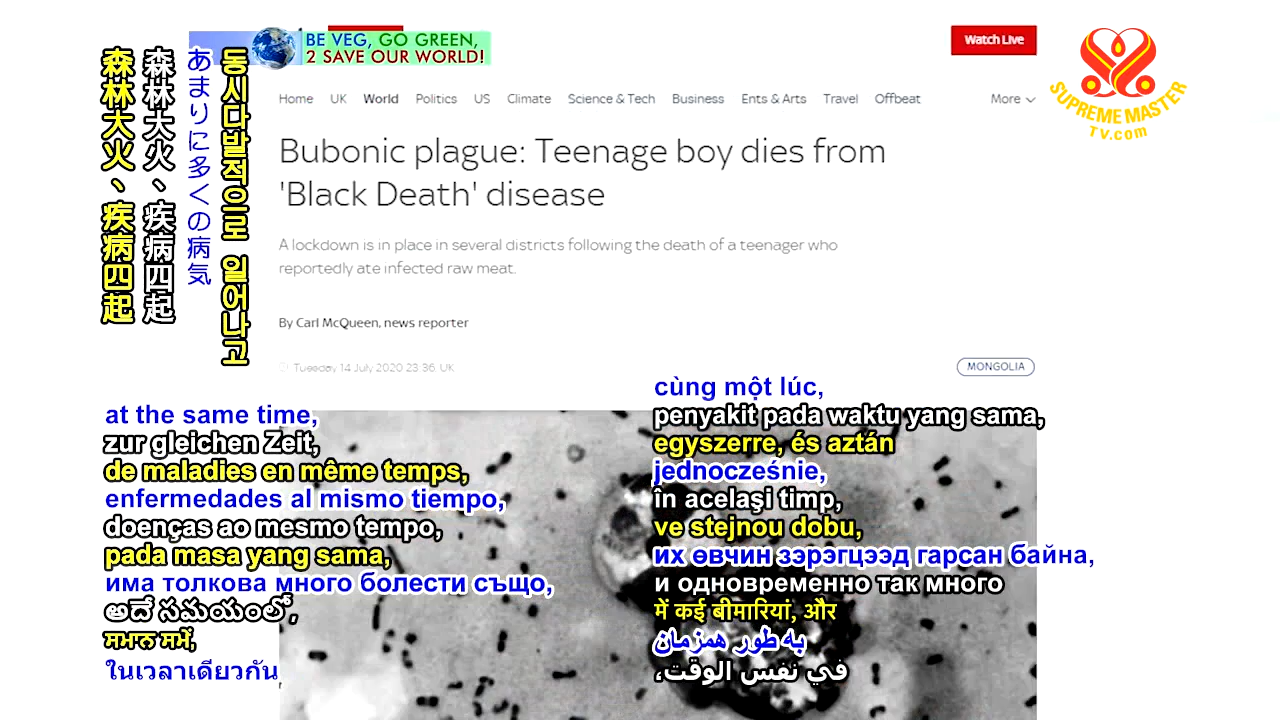 BE VEG, GO GREEN,
2 SAVE OUR WORLD!
Watch Live
SUPREME MASTER
TV.com
Home UK World Politics US Climate Science & Tech Business Ents & Arts Travel Offbeat More
Bubonic plague: Teenage boy dies from
'Black Death' disease
A lockdown is in place in several districts following the death of a teenager who
reportedly ate infected raw meat.
By Carl McQueen, news reporter
Tuesday 14 July 2020 23:36, UK
MONGOLIA
동시다발적으로 일어나고
あまりに多くの病気
森林大火、疾病四起
森林大火、疾病四起
at the same time,
zur gleichen Zeit,
de maladies en même temps,
enfermedades al mismo tiempo,
doenças ao mesmo tempo,
pada masa yang sama,
има толкова много болести също,
అదే సమయంలో,
ਸਮਾਨ ਸਮੇਂ,
ในเวลาเดียวกัน,
cùng một lúc,
penyakit pada waktu yang sama,
egyszerre, és aztán
jednocześnie,
în acelaşi timp,
ve stejnou dobu,
их өвчин зэрэгцээд гарсан байна,
и одновременно так много
में कई बीमारियां, और
به طور همزمان
في نفس الوقت،